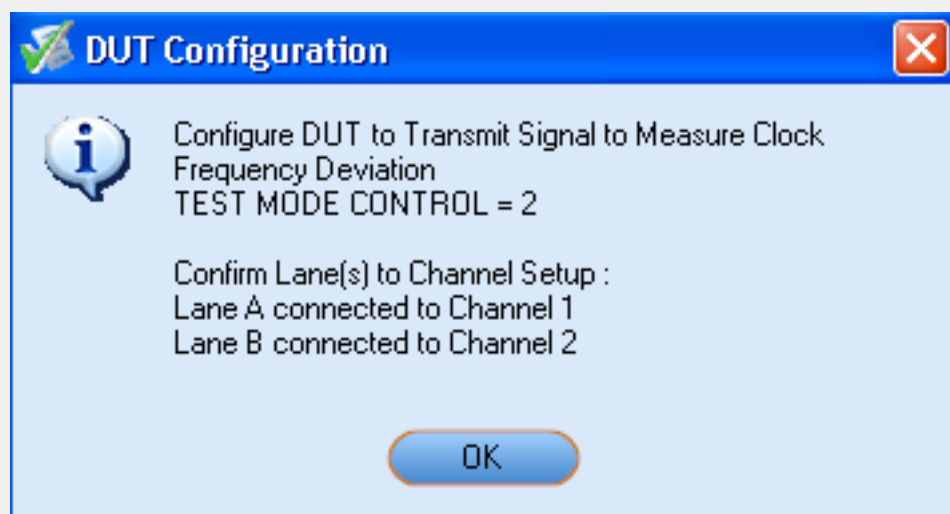 DUT Configuration
Configure DUT to Transmit Signal to Measure Clock
Frequency Deviation
TEST MODE CONTROL = 2
Confirm Lane(s) to Channel Setup :
Lane A connected to Channel 1
Lane B connected to Channel 2
OK